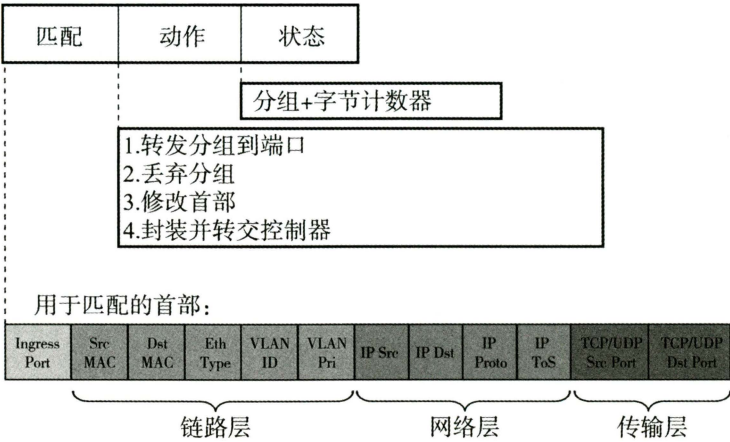 匹配 动作 状态
分组+字节计数器
1.转发分组到端口
2.丢弃分组
3.修改首部
4.封装并转交控制器
用于匹配的首部：
Ingress Src Dst Eth VLAN VLAN IP Src IP Dst IP IP TCP/UDP TCP/UDP
Port MAC MAC Type ID Pri Proto ToS Src Port Dst Port
链路层 网络层 传输层